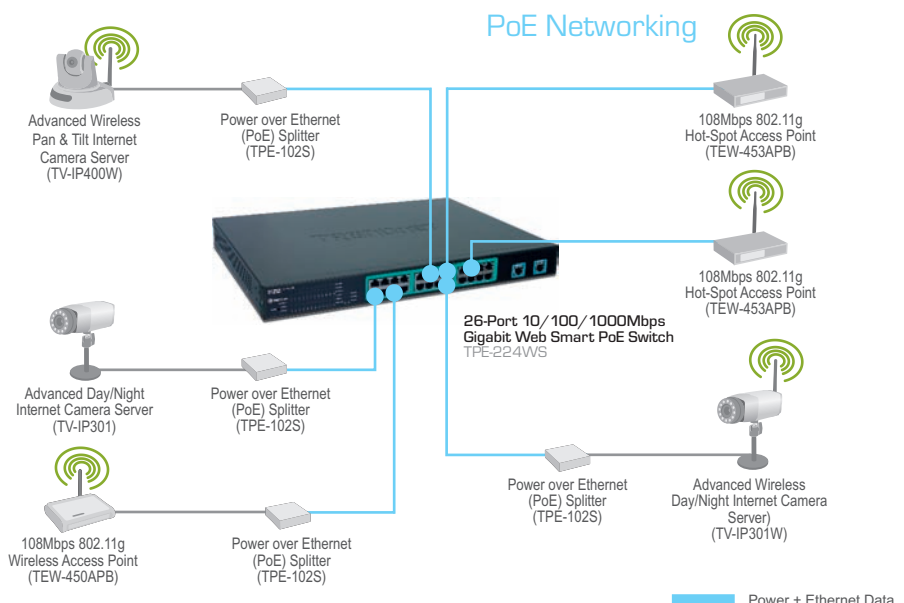 PoE Networking
Advanced Wireless
Pan & Tilt Internet
Camera Server
(TV-IP400W)
Power over Ethernet
(PoE) Splitter
(TPE-102S)
108Mbps 802.11g
Hot-Spot Access Point
(TEW-453APB)
108Mbps 802.11g
Hot-Spot Access Point
(TEW-453APB)
26-Port 10/100/1000Mbps
Gigabit Web Smart PoE Switch
TPE-224WS
Advanced Day/Night
Internet Camera Server
(TV-IP301)
Power over Ethernet
(PoE) Splitter
(TPE-102S)
Power over Ethernet
(PoE) Splitter
(TPE-102S)
Advanced Wireless
Day/Night Internet Camera
Server)
(TV-IP301W)
108Mbps 802.11g
Wireless Access Point
(TEW-450APB)
Power over Ethernet
(PoE) Splitter
(TPE-102S)
Power + Ethernet Data